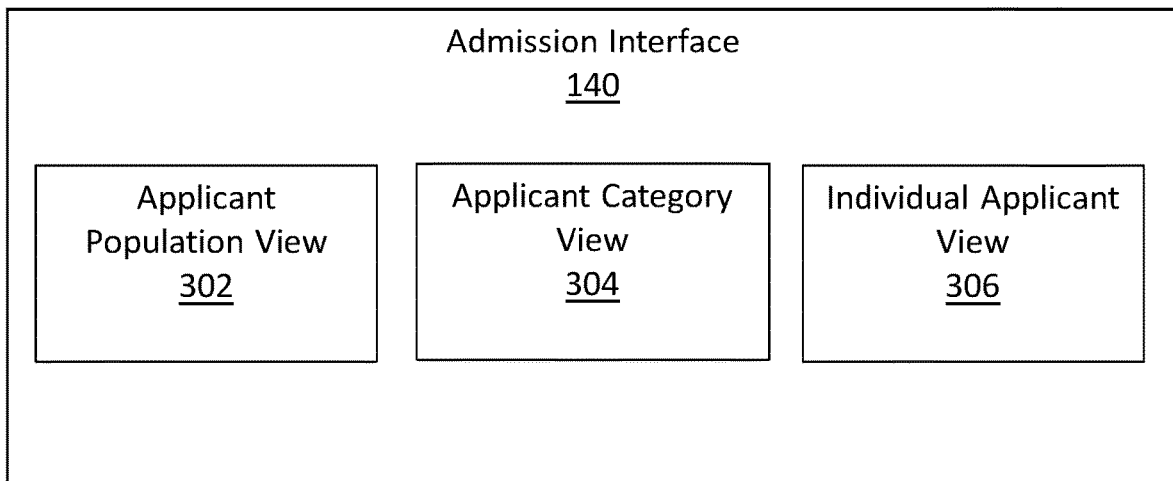 Admission Interface
140
Applicant
Population View
302
Applicant Category
View
304
Individual Applicant
View
306